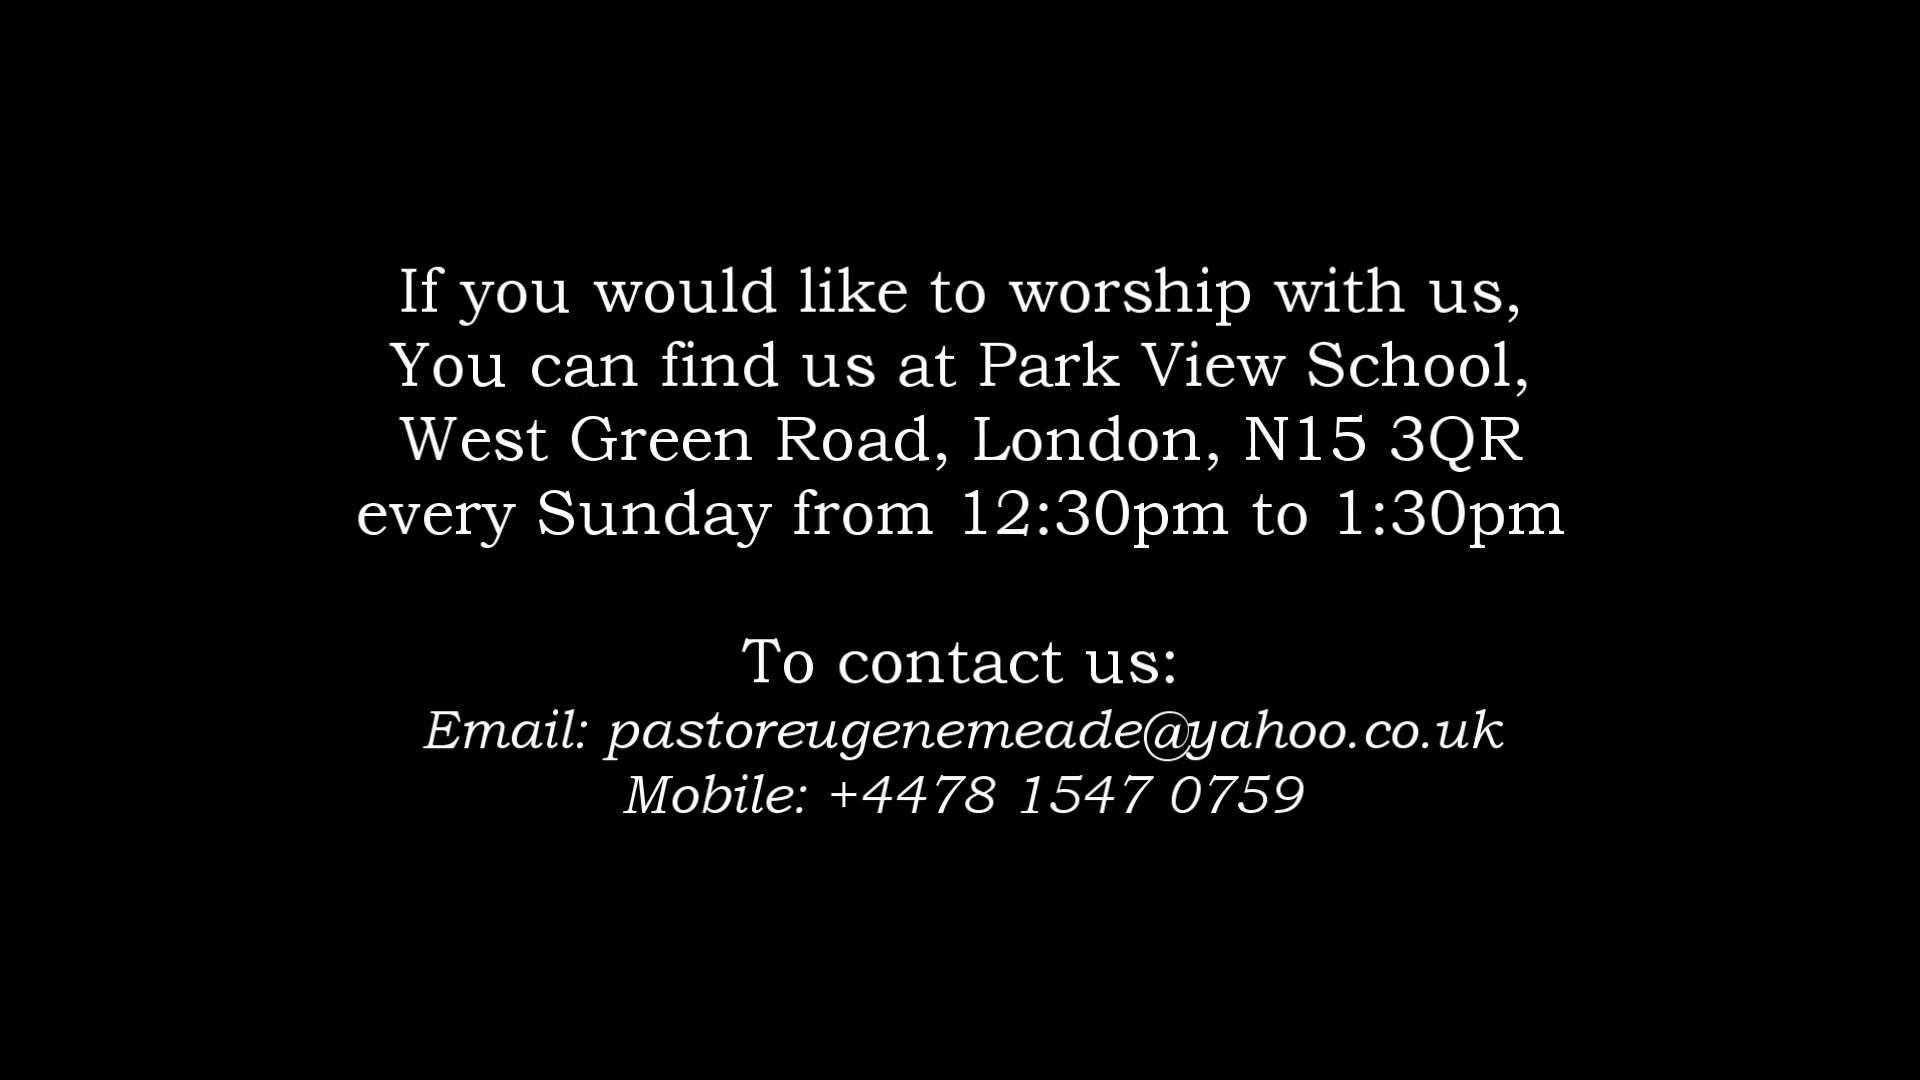 If you would like to worship with us,
You can find us at Park View School,
West Green Road, London, N15 3QR
every Sunday from 12:30pm to 1:30pm
To contact us:
Email: pastoreugenemeade@yahoo.co.uk
Mobile: +4478 1547 0759